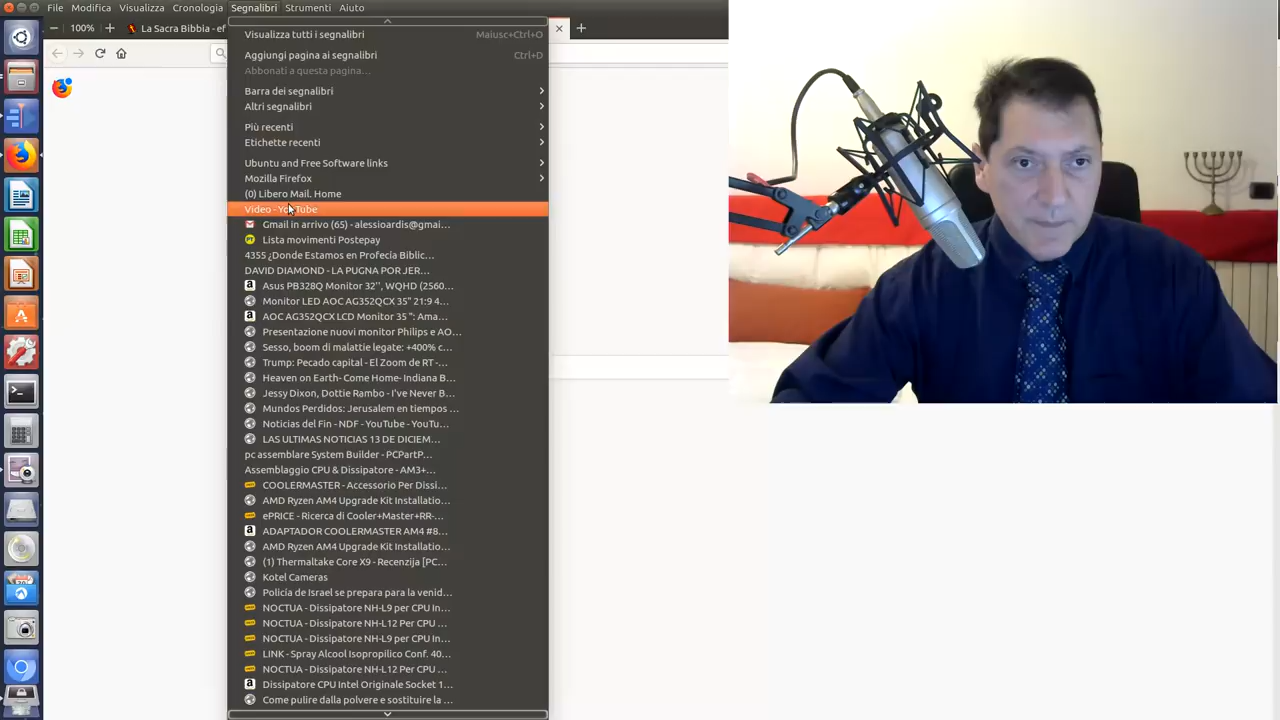 File Modifica Visualizza Cronologia Segnalibri Strumenti Aiuto
100% La Sacra Bibbia - ef
Visualizza tutti i segnalibri Maiusc+Ctrl+O
Aggiungi pagina ai segnalibri Ctrl+D
Abbonati a questa pagina…
Barra dei segnalibri
Altri segnalibri
Più recenti
Etichette recenti
Ubuntu and Free Software links
Mozilla Firefox
(0) Libero Mail. Home
Video - YouTube
Gmail in arrivo (65) - alessioardis@gmai…
Lista movimenti Postepay
4355 ¿Donde Estamos en Profecía Biblic…
DAVID DIAMOND - LA PUGNA POR JER…
Asus PB328Q Monitor 32'', WQHD (2560…
Monitor LED AOC AG352QCX 35" 21:9 4…
AOC AG352QCX LCD Monitor 35 ": Ama…
Presentazione nuovi monitor Philips e AO…
Sesso, boom di malattie legate: +400% c…
Trump: Pecado capital - El Zoom de RT -…
Heaven on Earth- Come Home- Indiana B…
Jessy Dixon, Dottie Rambo - I've Never B…
Mundos Perdidos: Jerusalem en tiempos …
Noticias del Fin - NDF - YouTube - YouTu…
LAS ULTIMAS NOTICIAS 13 DE DICIEM…
pc assemblare System Builder - PCPartP…
Assemblaggio CPU & Dissipatore - AM3+…
COOLERMASTER - Accessorio Per Dissi…
AMD Ryzen AM4 Upgrade Kit Installatio…
ePRICE - Ricerca di Cooler+Master+RR-…
ADAPTADOR COOLERMASTER AM4 #8…
AMD Ryzen AM4 Upgrade Kit Installatio…
(1) Thermaltake Core X9 - Recenzija [PC…
Kotel Cameras
Policía de Israel se prepara para la venid…
NOCTUA - Dissipatore NH-L9 per CPU In…
NOCTUA - Dissipatore NH-L12 Per CPU …
NOCTUA - Dissipatore NH-L9 per CPU In…
LINK - Spray Alcool Isopropilico Conf. 40…
NOCTUA - Dissipatore NH-L12 Per CPU …
Dissipatore CPU Intel Originale Socket 1…
Come pulire dalla polvere e sostituire la …